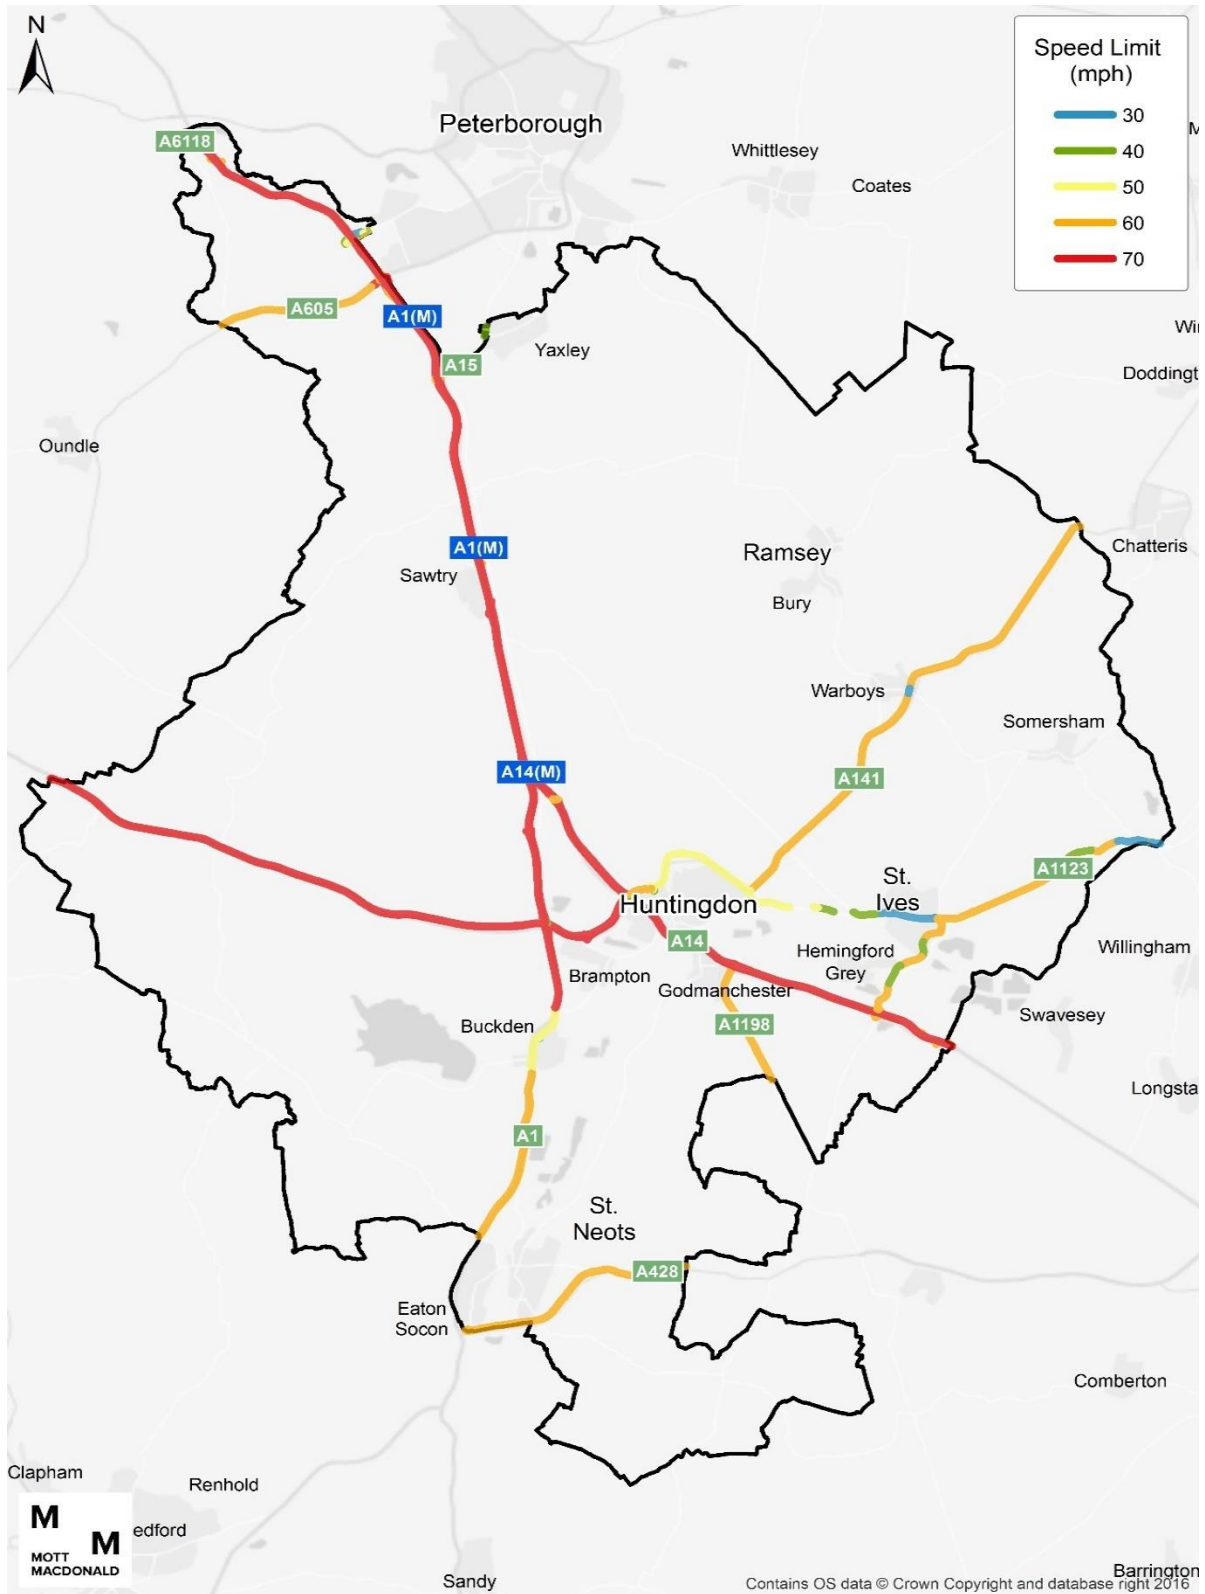 N
Speed Limit
(mph)
30
40
50
60
70
Peterborough
A6118
Whittlesey
Coates
M
A605
A1(M)
A15
Yaxley
Wi
Doddingt
Oundle
A1(M)
Sawtry
Ramsey
Bury
Chatteris
Warboys
Somersham
A14(M)
A141
A1123
St.
Ives
Huntingdon
A14
Hemingford
Grey
Willingham
Brampton
Godmanchester
Buckden
A1198
Swavesey
Longsta
A1
St.
Neots
A428
Eaton
Socon
Comberton
Clapham
Renhold
edford
M
M
MOTT
MACDONALD
Sandy
Barrington
Contains OS data © Crown Copyright and database right 2016